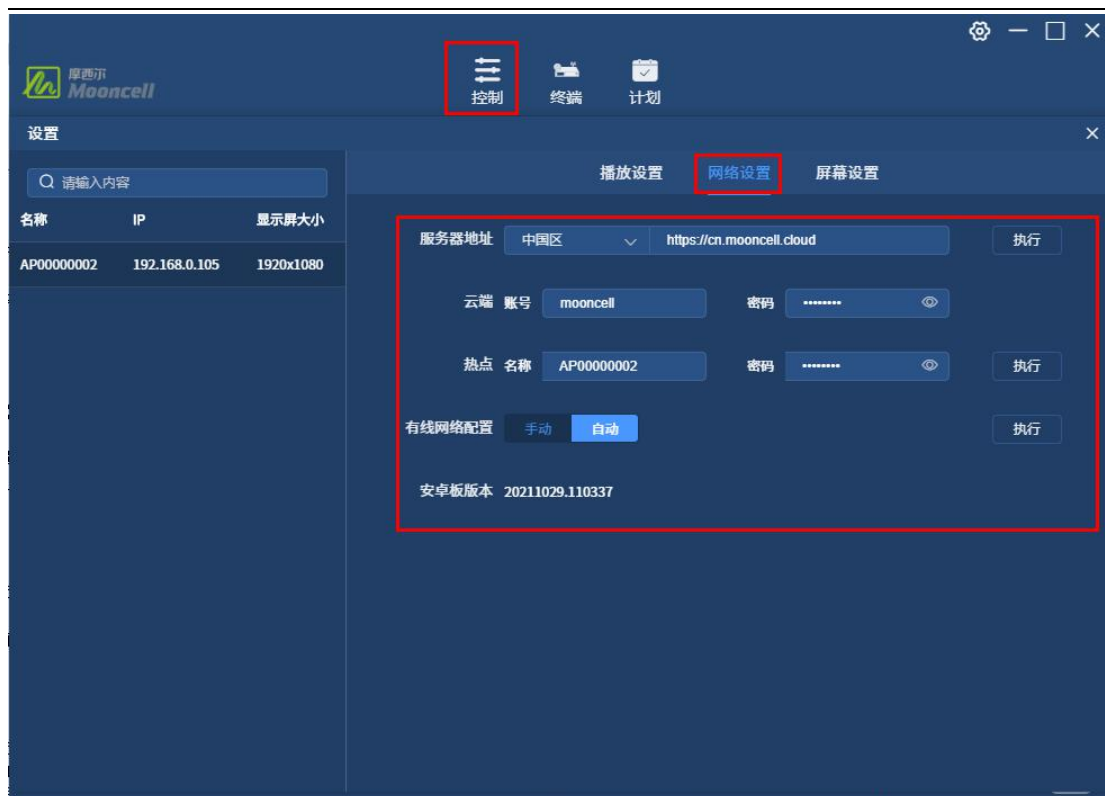 摩西尔
Mooncell
控制 终端 计划
设置
请输入内容
名称 IP 显示屏大小
AP00000002 192.168.0.105 1920x1080
播放设置 网络设置 屏幕设置
服务器地址 中国区 https://cn.mooncell.cloud 执行
云端 账号 mooncell 密码 ••••••••
热点 名称 AP00000002 密码 ••••••••• 执行
有线网络配置 手动 自动 执行
安卓板版本 20211029.110337